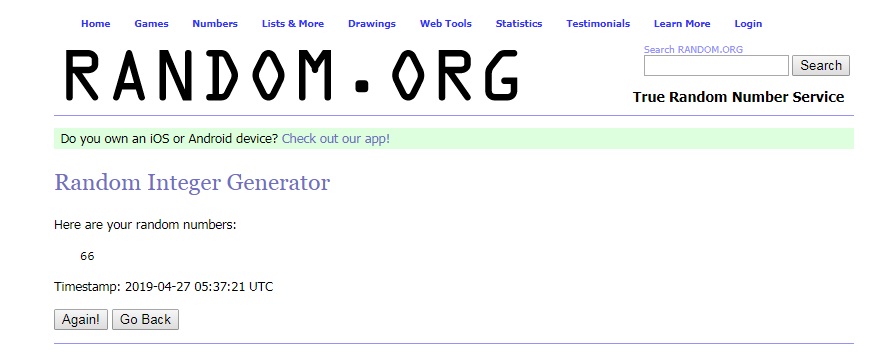 Home Games Numbers Lists & More Drawings Web Tools Statistics Testimonials Learn More Login
RANDOM.ORG
Search RANDOM.ORG
Search
True Random Number Service
Do you own an iOS or Android device? Check out our app!
Random Integer Generator
Here are your random numbers:
66
Timestamp: 2019-04-27 05:37:21 UTC
Again! Go Back